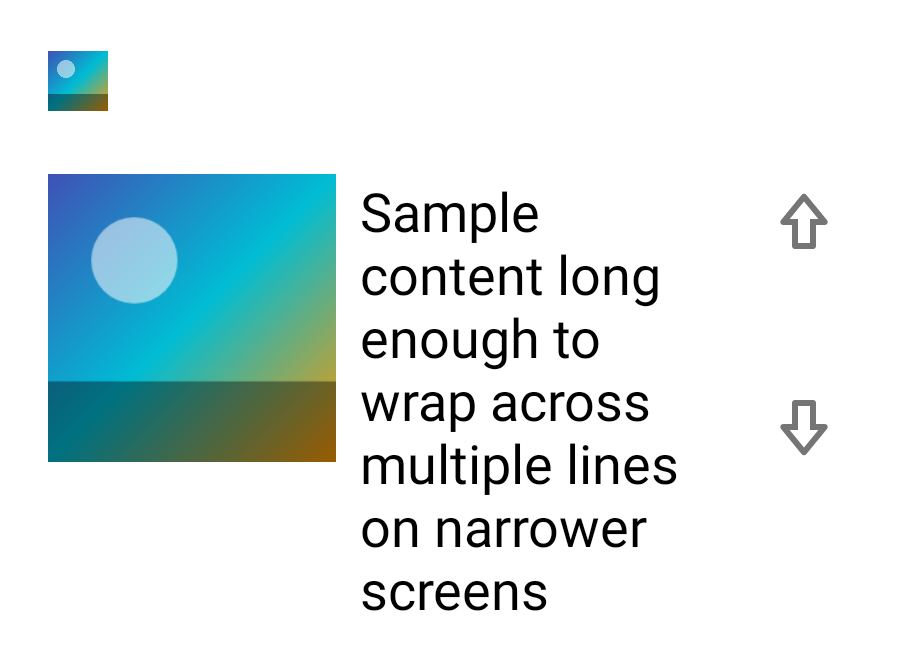 Sample
content long
enough to
wrap across
multiple lines
on narrower
screens